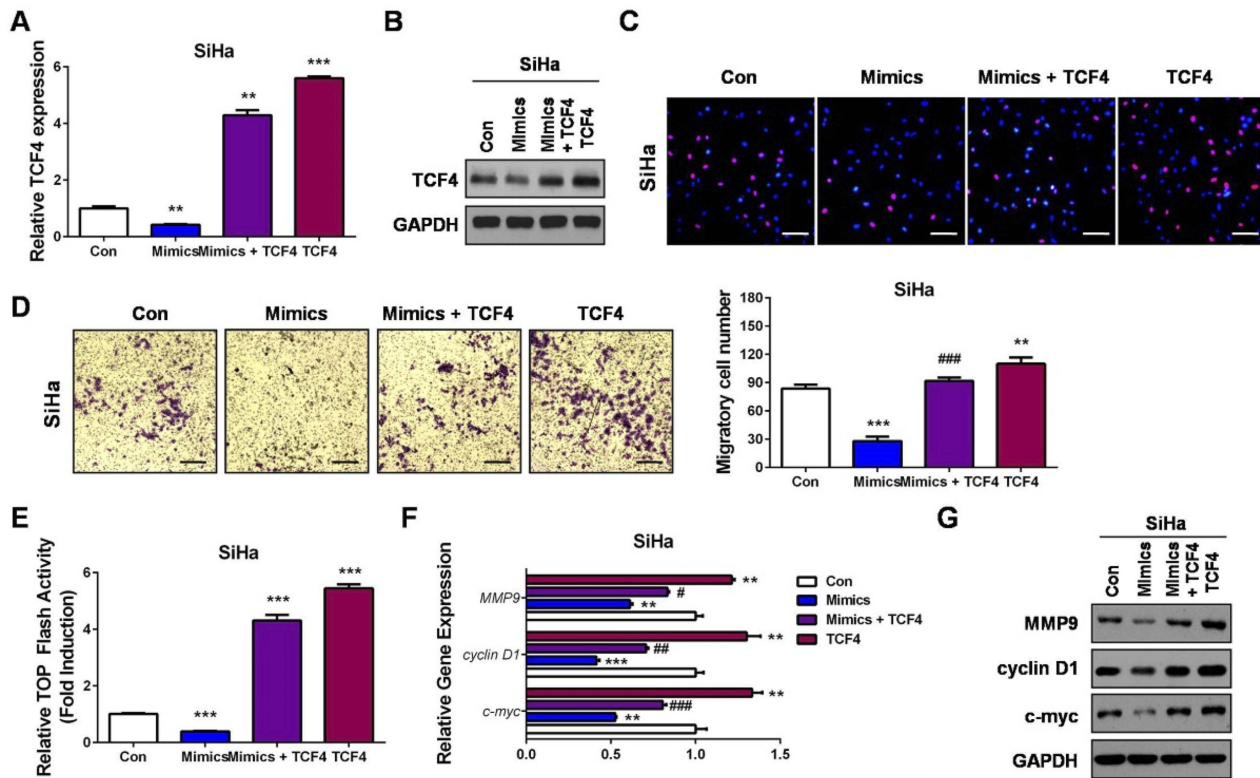 A
SiHa
Relative TCF4 expression
6
4
2
0
***
**
**
Con
Mimics
Mimics + TCF4
TCF4
B
SiHa
Con
Mimics
Mimics
+ TCF4
TCF4
TCF4
GAPDH
C
Con
Mimics
Mimics + TCF4
TCF4
SiHa
D
Con
Mimics
Mimics + TCF4
TCF4
SiHa
SiHa
Migratory cell number
180
150
120
90
60
30
0
***
###
**
Con
Mimics
Mimics + TCF4
TCF4
E
SiHa
Relative TOP Flash Activity
(Fold Induction)
6
4
2
0
***
***
***
Con
Mimics
Mimics + TCF4
TCF4
F
SiHa
Relative Gene Expression
MMP9
**
#
**
cyclin D1
**
##
***
c-myc
**
###
**
0.0
0.5
1.0
1.5
Con
Mimics
Mimics + TCF4
TCF4
G
SiHa
Con
Mimics
Mimics
+ TCF4
TCF4
MMP9
cyclin D1
c-myc
GAPDH